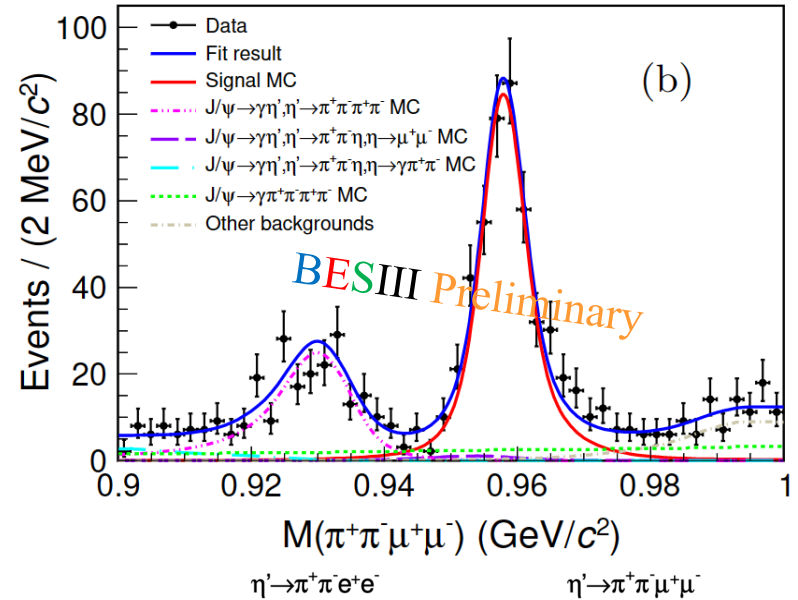 100
80
60
40
20
0
Events / (2 MeV/c²)
Data
Fit result
Signal MC
J/ψ→γη',η'→π⁺π⁻π⁺π⁻ MC
J/ψ→γη',η'→π⁺π⁻η,η→μ⁺μ⁻ MC
J/ψ→γη',η'→π⁺π⁻η,η→γπ⁺π⁻ MC
J/ψ→γπ⁺π⁻π⁺π⁻ MC
Other backgrounds
(b)
BESIII Preliminary
0.9 0.92 0.94 0.96 0.98 1
M(π⁺π⁻μ⁺μ⁻) (GeV/c²)
η'→π⁺π⁻e⁺e⁻ η'→π⁺π⁻μ⁺μ⁻